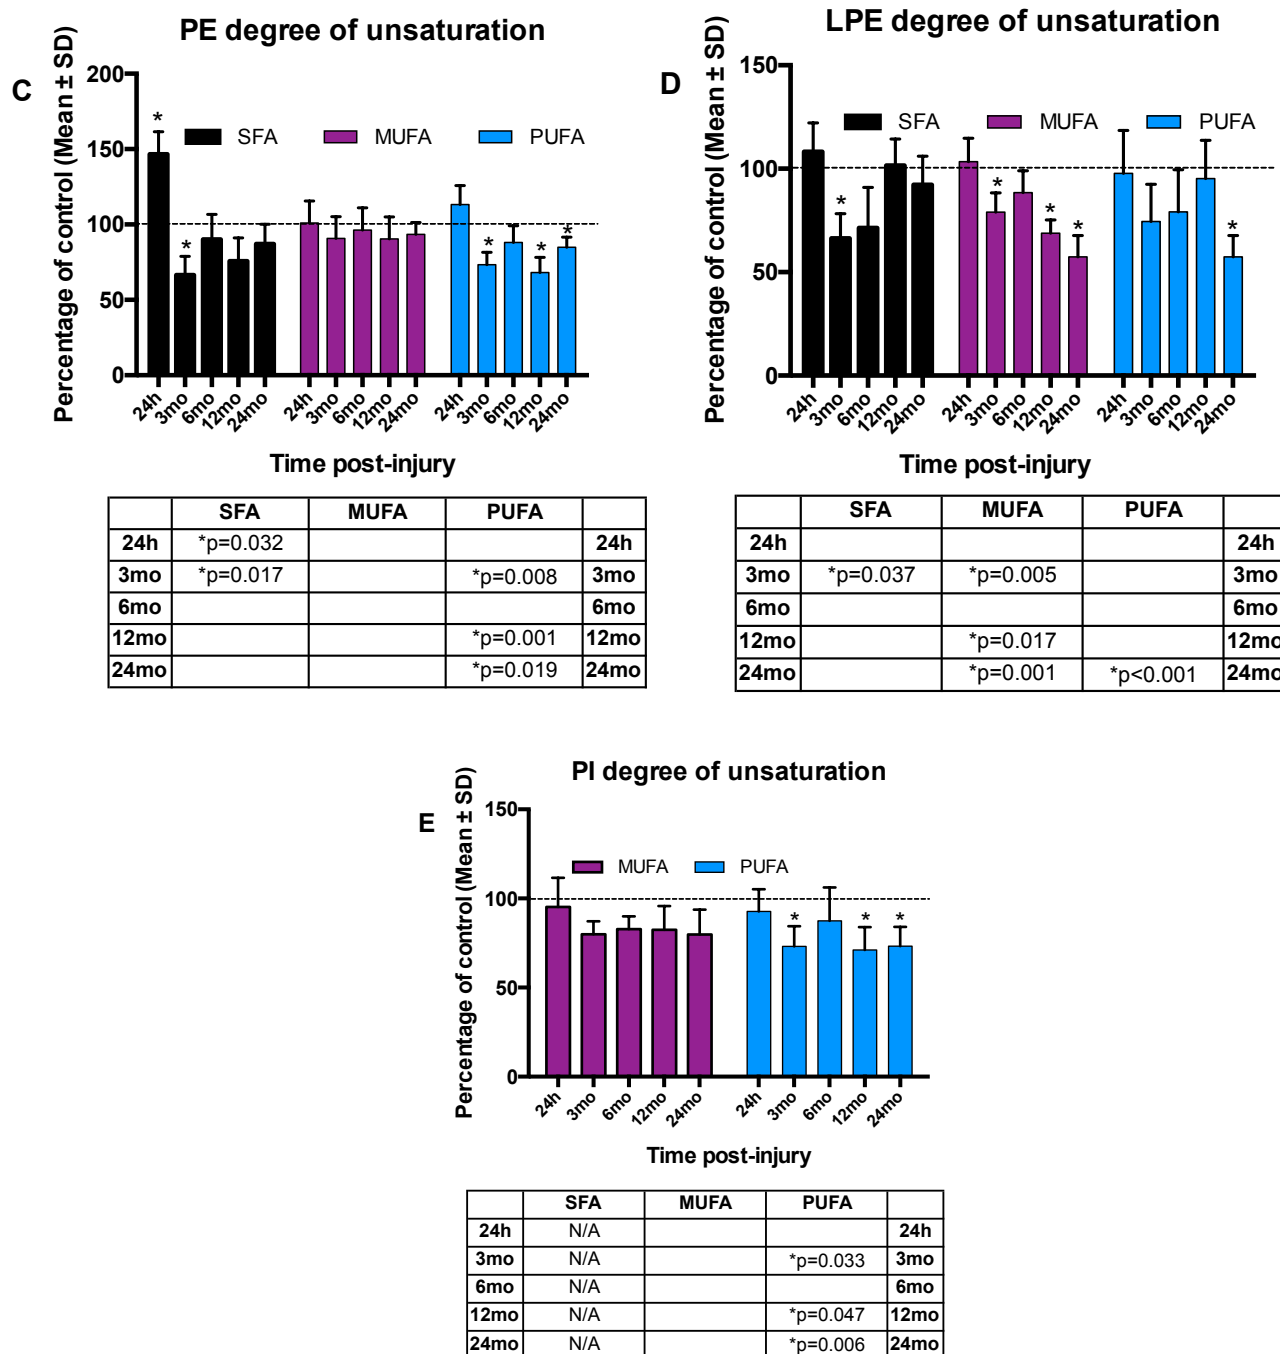 C
PE degree of unsaturation
Percentage of control (Mean ± SD)
200
150
100
50
0
SFA MUFA PUFA
* * * * *
24h 3mo 6mo 12mo 24mo 24h 3mo 6mo 12mo 24mo 24h 3mo 6mo 12mo 24mo
Time post-injury
SFA MUFA PUFA
24h *p=0.032 24h
3mo *p=0.017 *p=0.008 3mo
6mo 6mo
12mo *p=0.001 12mo
24mo *p=0.019 24mo
D
LPE degree of unsaturation
Percentage of control (Mean ± SD)
150
100
50
0
SFA MUFA PUFA
* * * * *
24h 3mo 6mo 12mo 24mo 24h 3mo 6mo 12mo 24mo 24h 3mo 6mo 12mo 24mo
Time post-injury
SFA MUFA PUFA
24h 24h
3mo *p=0.037 *p=0.005 3mo
6mo 6mo
12mo *p=0.017 12mo
24mo *p=0.001 *p<0.001 24mo
E
PI degree of unsaturation
Percentage of control (Mean ± SD)
150
100
50
0
MUFA PUFA
* * *
24h 3mo 6mo 12mo 24mo 24h 3mo 6mo 12mo 24mo
Time post-injury
SFA MUFA PUFA
24h N/A 24h
3mo N/A *p=0.033 3mo
6mo N/A 6mo
12mo N/A *p=0.047 12mo
24mo N/A *p=0.006 24mo